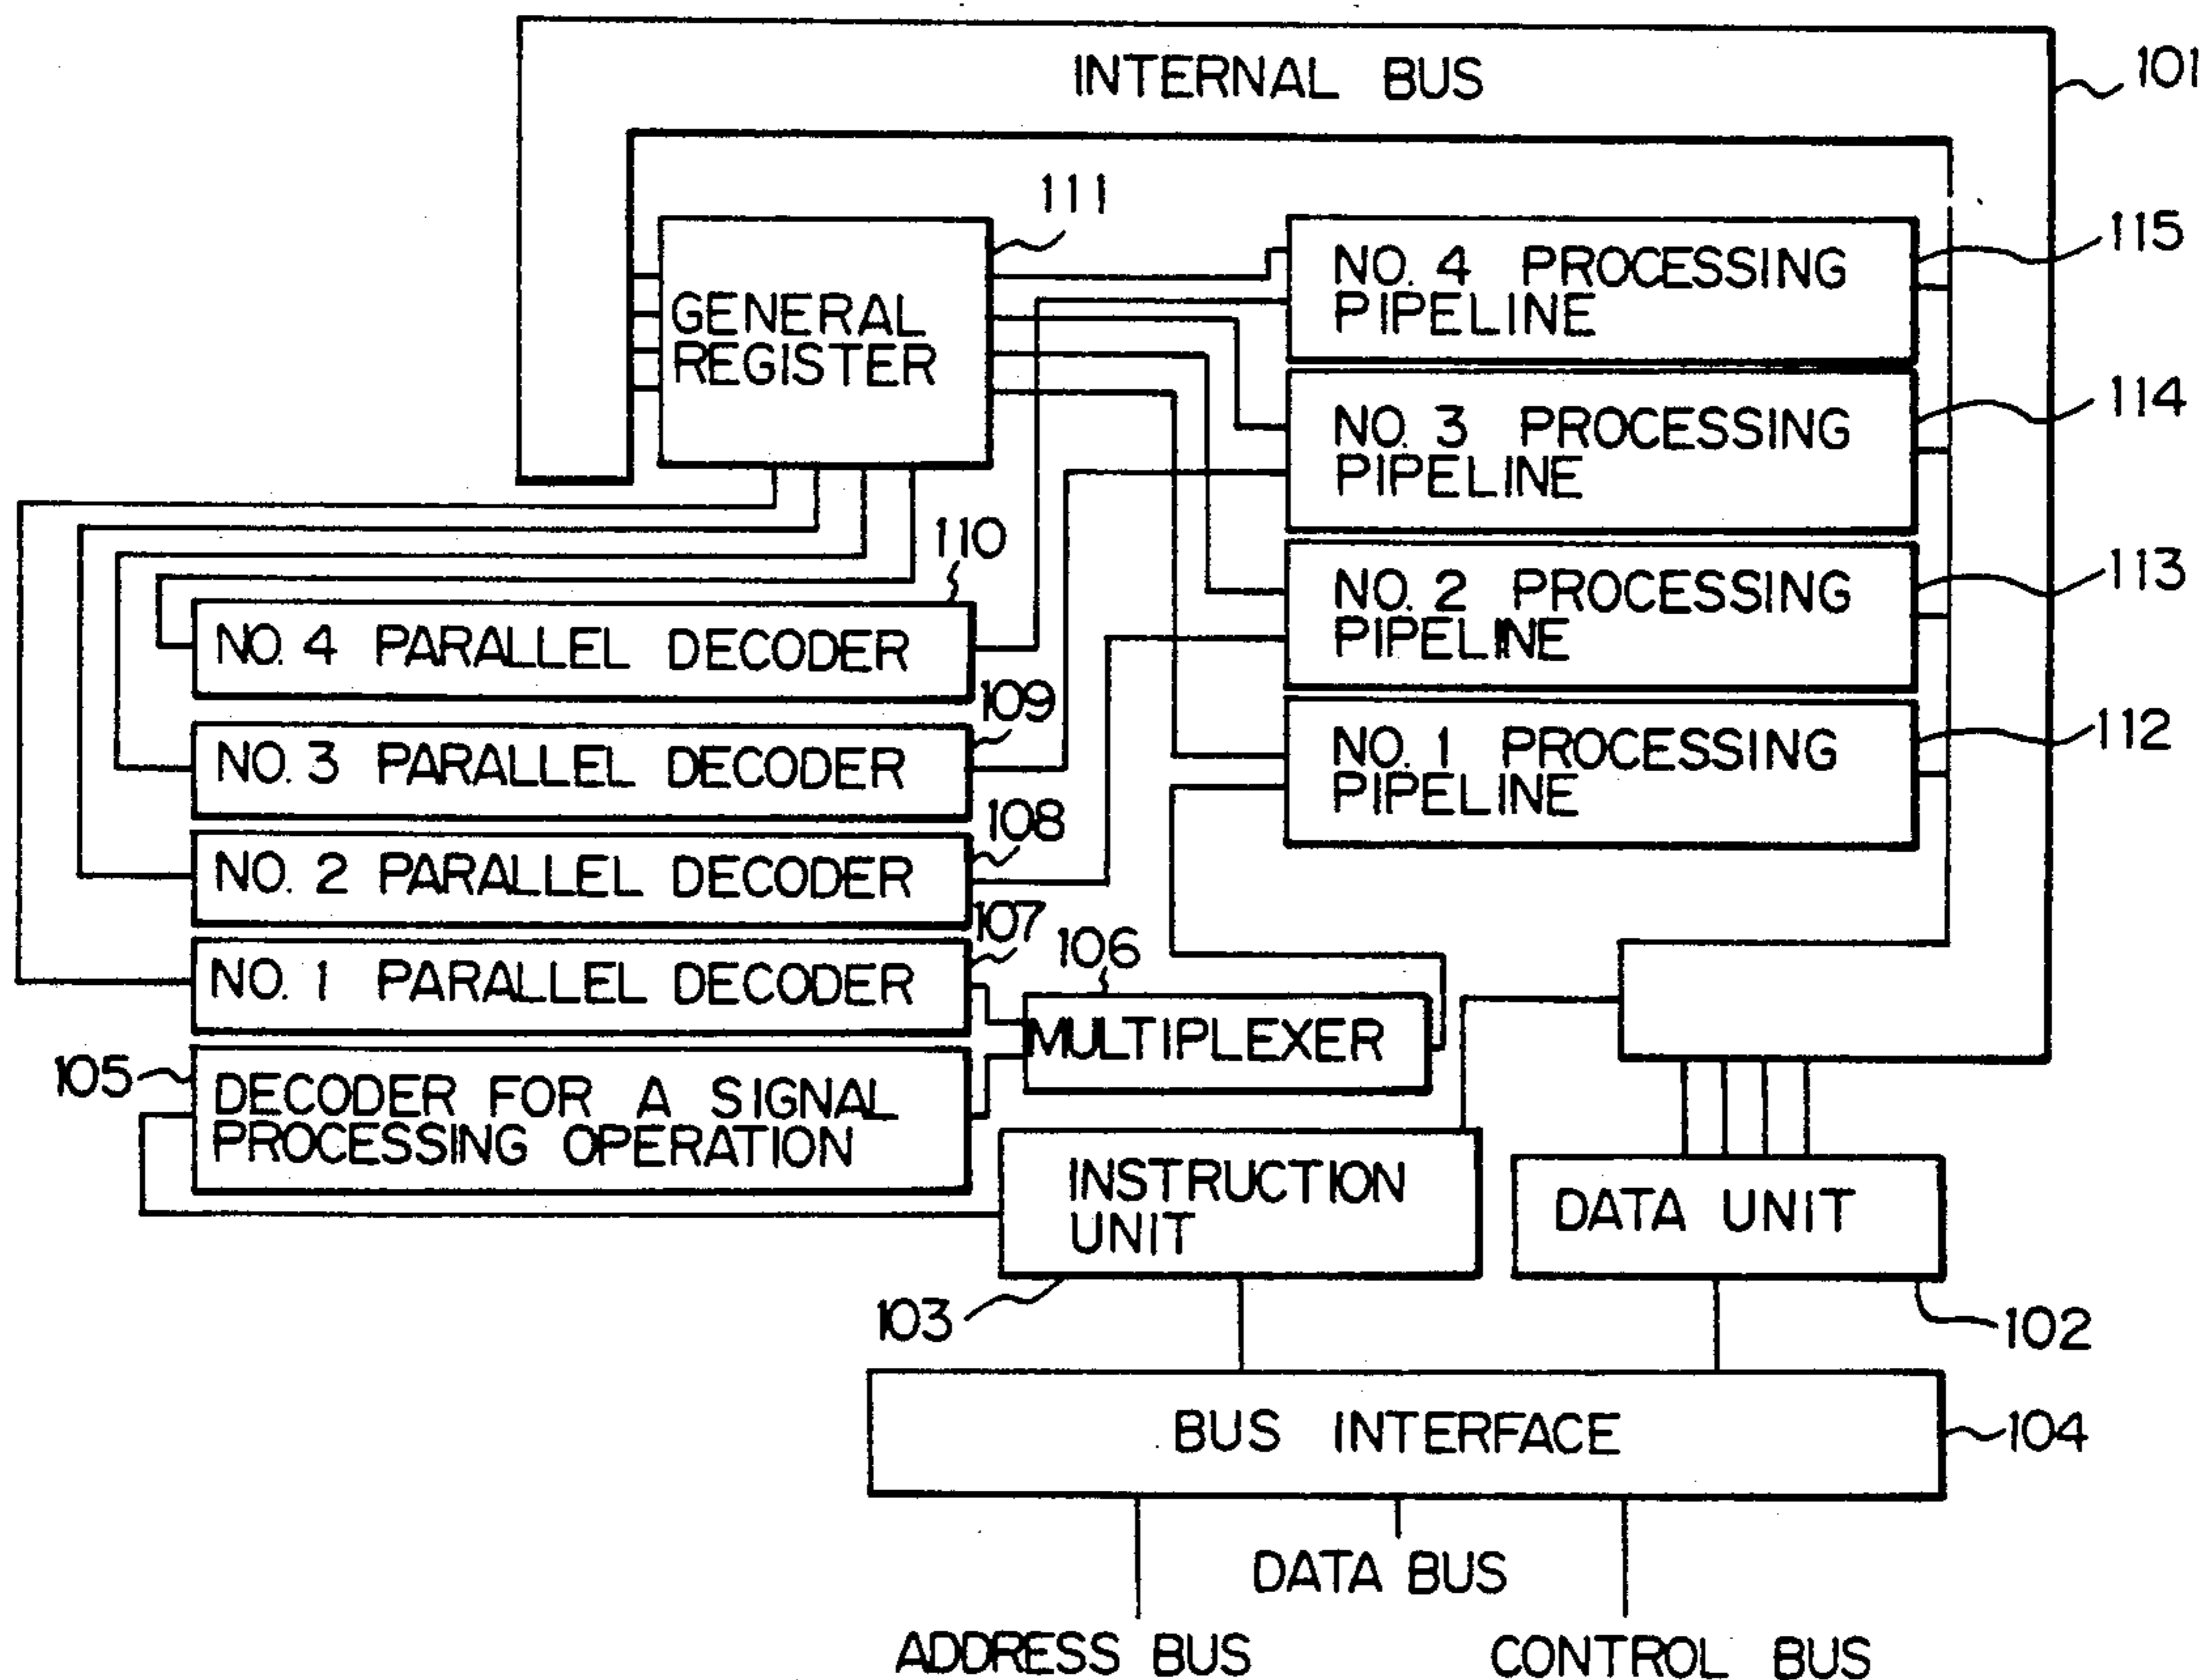 INTERNAL BUS
101
111
GENERAL
REGISTER
NO. 4 PROCESSING
PIPELINE
115
NO. 3 PROCESSING
PIPELINE
114
NO. 2 PROCESSING
PIPELINE
113
NO. 1 PROCESSING
PIPELINE
112
110
NO. 4 PARALLEL DECODER
109
NO. 3 PARALLEL DECODER
108
NO. 2 PARALLEL DECODER
107
NO. 1 PARALLEL DECODER
106
MULTIPLEXER
105
DECODER FOR A SIGNAL
PROCESSING OPERATION
INSTRUCTION
UNIT
103
DATA UNIT
102
BUS INTERFACE
104
DATA BUS
ADDRESS BUS
CONTROL BUS